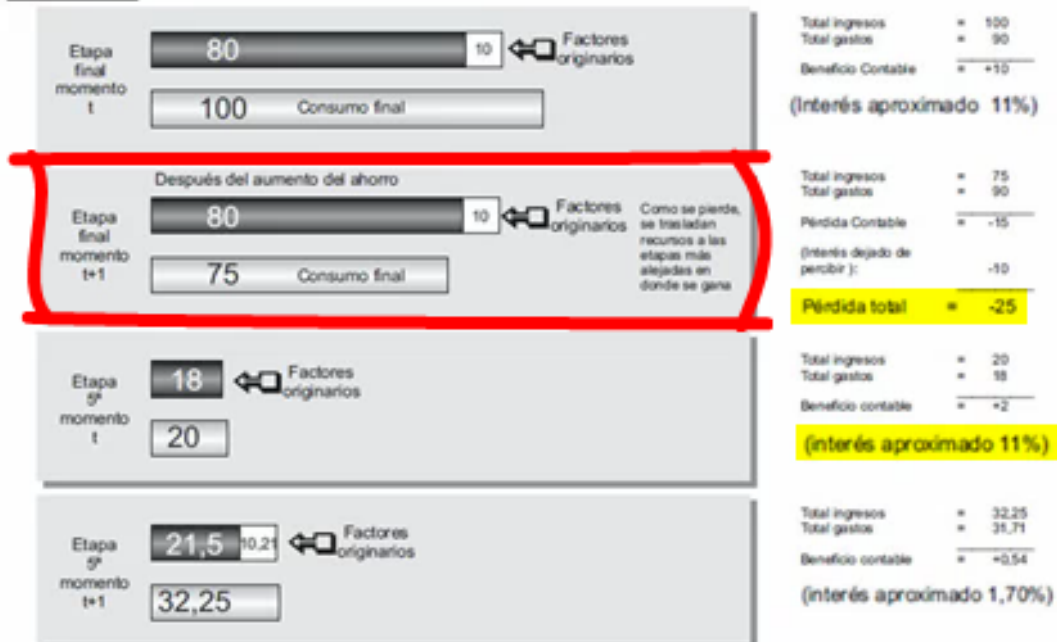 Etapa
final
momento
t
80
10
Factores
originarios
100
Consumo final
Total ingresos = 100
Total gastos = 90
Beneficio Contable = +10
(Interés aproximado 11%)
Después del aumento del ahorro
Etapa
final
momento
t+1
80
10
Factores
originarios
75
Consumo final
Como se pierde,
se trasladan
recursos a las
etapas más
alejadas en
donde se gana
Total ingresos = 75
Total gastos = 90
Pérdida Contable = -15
(Interés dejado de
percibir ): -10
Pérdida total = -25
Etapa
5ª
momento
t
18
Factores
originarios
20
Total ingresos = 20
Total gastos = 18
Beneficio contable = +2
(interés aproximado 11%)
Etapa
5ª
momento
t+1
21,5
10,21
Factores
originarios
32,25
Total ingresos = 32,25
Total gastos = 31,71
Beneficio contable = +0,54
(interés aproximado 1,70%)